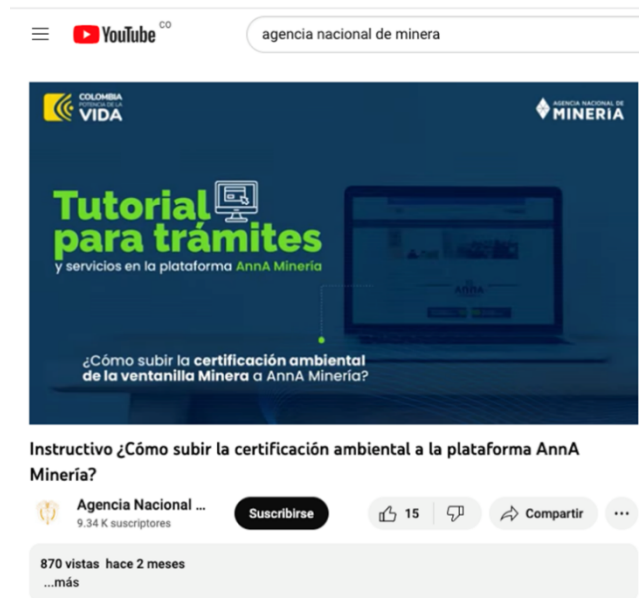 YouTube CO
agencia nacional de minera
COLOMBIA
POTENCIA DE LA
VIDA
AGENCIA NACIONAL DE
MINERÍA
Tutorial
para trámites
y servicios en la plataforma AnnA Minería
ANNA
¿Cómo subir la certificación ambiental
de la ventanilla Minera a AnnA Minería?
Instructivo ¿Cómo subir la certificación ambiental a la plataforma AnnA
Minería?
Agencia Nacional ...
9.34 K suscriptores
Suscribirse
15
Compartir
870 vistas hace 2 meses
...más